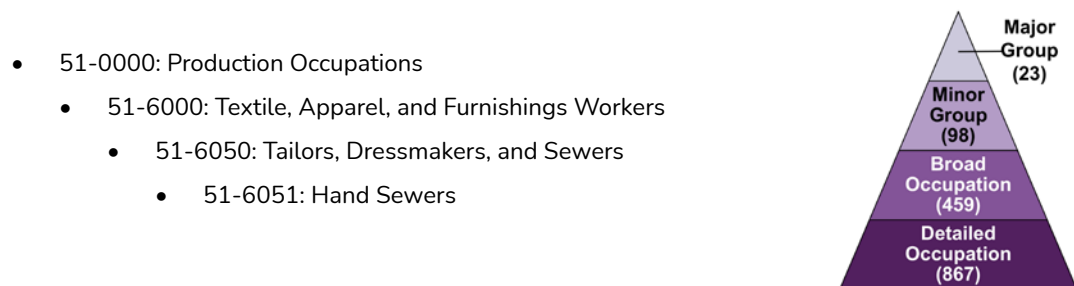 • 51-0000: Production Occupations
• 51-6000: Textile, Apparel, and Furnishings Workers
• 51-6050: Tailors, Dressmakers, and Sewers
• 51-6051: Hand Sewers
Major
Group
(23)
Minor
Group
(98)
Broad
Occupation
(459)
Detailed
Occupation
(867)